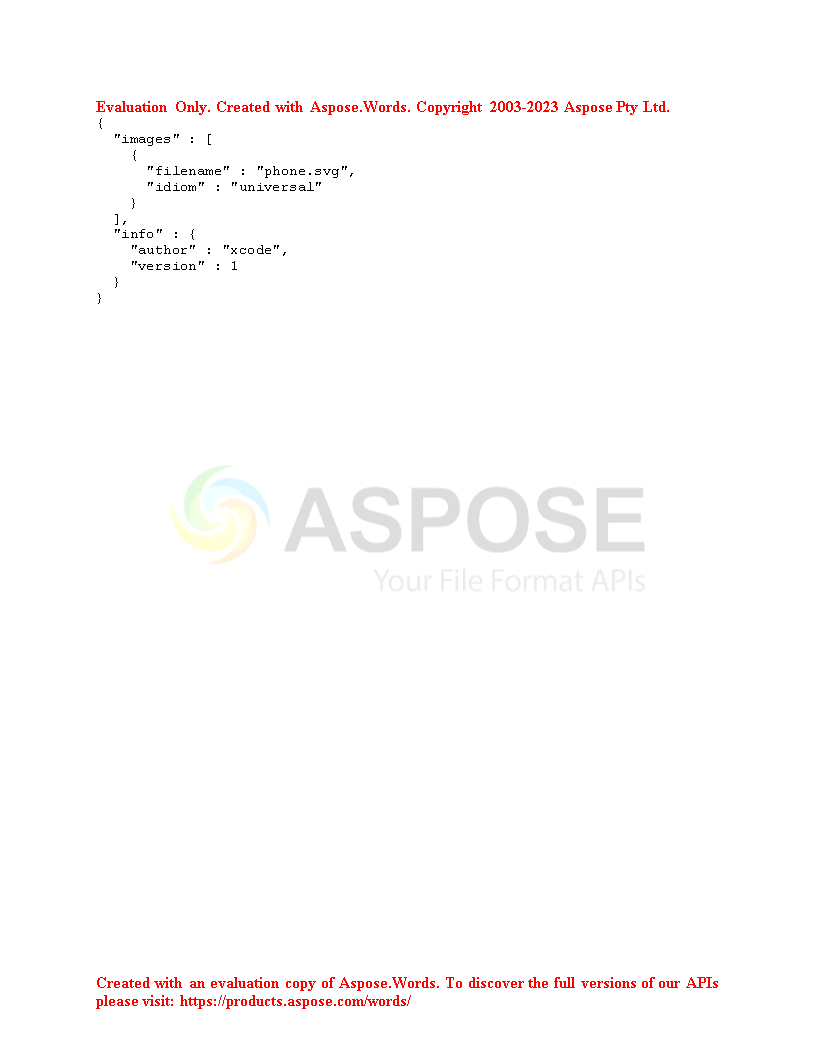 Evaluation Only. Created with Aspose.Words. Copyright 2003-2023 Aspose Pty Ltd.
{
  "images" : [
    {
      "filename" : "phone.svg",
      "idiom" : "universal"
    }
  ],
  "info" : {
    "author" : "xcode",
    "version" : 1
  }
}
ASPOSE
Your File Format APIs
Created with an evaluation copy of Aspose.Words. To discover the full versions of our APIs
please visit: https://products.aspose.com/words/